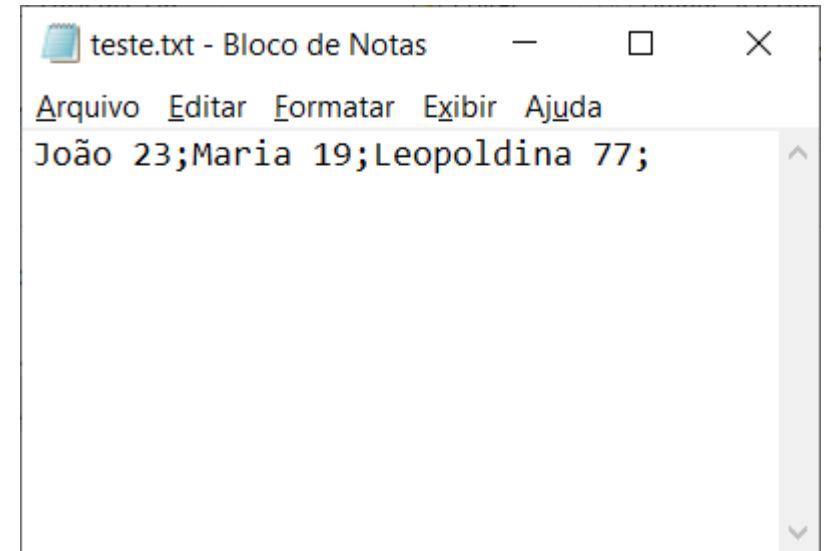 teste.txt - Bloco de Notas
Arquivo Editar Formatar Exibir Ajuda
João 23;Maria 19;Leopoldina 77;